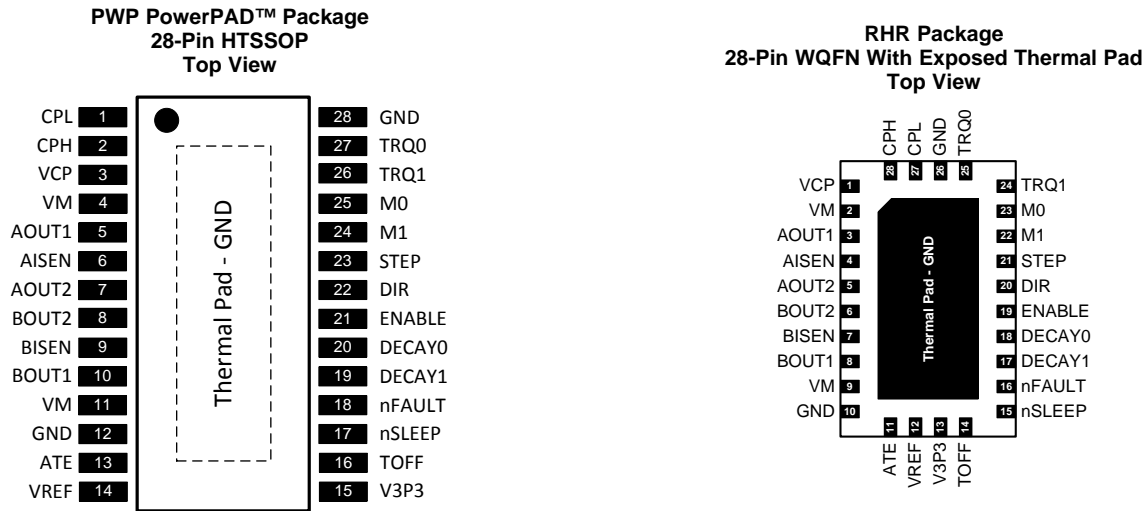 PWP PowerPAD™ Package
28-Pin HTSSOP
Top View
CPL 1
CPH 2
VCP 3
VM 4
AOUT1 5
AISEN 6
AOUT2 7
BOUT2 8
BISEN 9
BOUT1 10
VM 11
GND 12
ATE 13
VREF 14
Thermal Pad - GND
28 GND
27 TRQ0
26 TRQ1
25 M0
24 M1
23 STEP
22 DIR
21 ENABLE
20 DECAY0
19 DECAY1
18 nFAULT
17 nSLEEP
16 TOFF
15 V3P3
RHR Package
28-Pin WQFN With Exposed Thermal Pad
Top View
CPH CPL GND TRQ0
28 27 26 25
VCP 1
VM 2
AOUT1 3
AISEN 4
AOUT2 5
BOUT2 6
BISEN 7
BOUT1 8
VM 9
GND 10
Thermal Pad - GND
24 TRQ1
23 M0
22 M1
21 STEP
20 DIR
19 ENABLE
18 DECAY0
17 DECAY1
16 nFAULT
15 nSLEEP
11 12 13 14
ATE VREF V3P3 TOFF